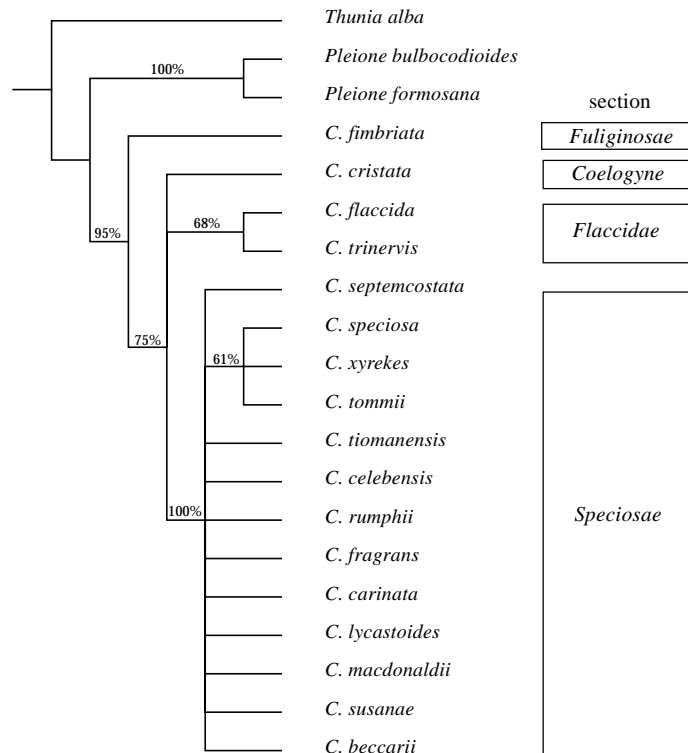 Thunia alba
Pleione bulbocodioides
100%
Pleione formosana
section
C. fimbriata
Fuliginosae
C. cristata
Coelogyne
C. flaccida
68%
95%
Flaccidae
C. trinervis
C. septemcostata
C. speciosa
75%
61%
C. xyrekes
C. tommii
C. tiomanensis
C. celebensis
100%
C. rumphii
Speciosae
C. fragrans
C. carinata
C. lycastoides
C. macdonaldii
C. susanae
C. beccarii